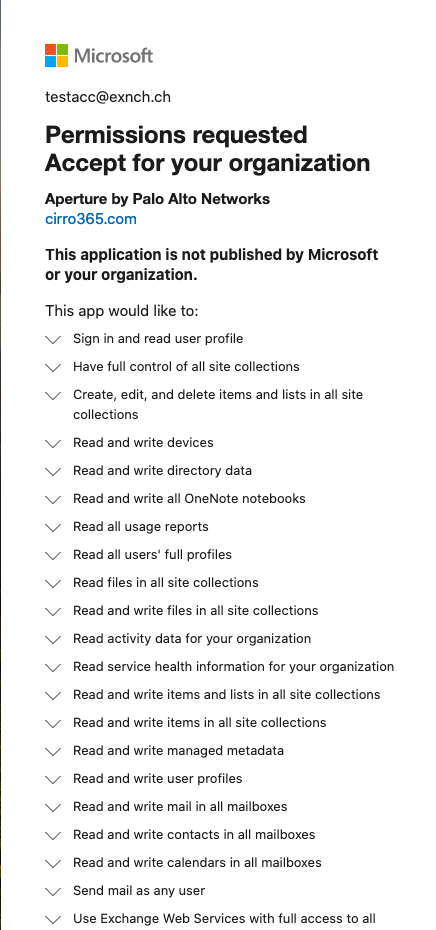 Microsoft
testacc@exnch.ch
Permissions requested
Accept for your organization
Aperture by Palo Alto Networks
cirro365.com
This application is not published by Microsoft
or your organization.
This app would like to:
Sign in and read user profile
Have full control of all site collections
Create, edit, and delete items and lists in all site
collections
Read and write devices
Read and write directory data
Read and write all OneNote notebooks
Read all usage reports
Read all users' full profiles
Read files in all site collections
Read and write files in all site collections
Read activity data for your organization
Read service health information for your organization
Read and write items and lists in all site collections
Read and write items in all site collections
Read and write managed metadata
Read and write user profiles
Read and write mail in all mailboxes
Read and write contacts in all mailboxes
Read and write calendars in all mailboxes
Send mail as any user
Use Exchange Web Services with full access to all